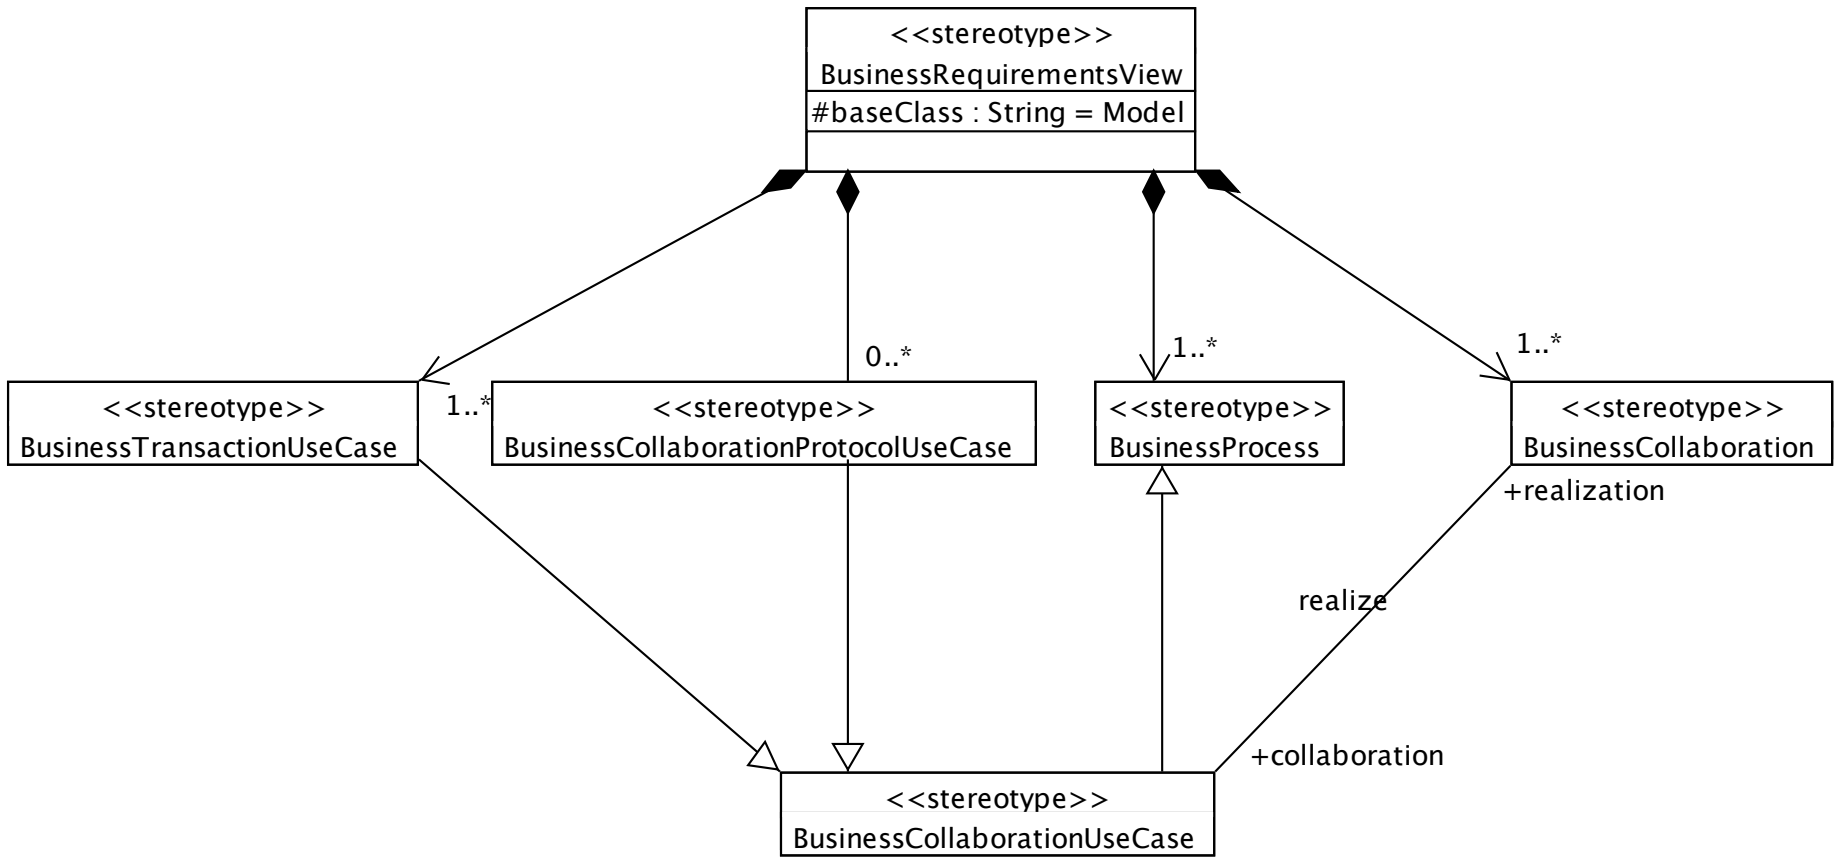 <<stereotype>>
BusinessRequirementsView
#baseClass : String = Model
0..*
1..*
1..*
1..*
<<stereotype>>
BusinessTransactionUseCase
<<stereotype>>
BusinessCollaborationProtocolUseCase
<<stereotype>>
BusinessProcess
<<stereotype>>
BusinessCollaboration
+realization
realize
+collaboration
<<stereotype>>
BusinessCollaborationUseCase